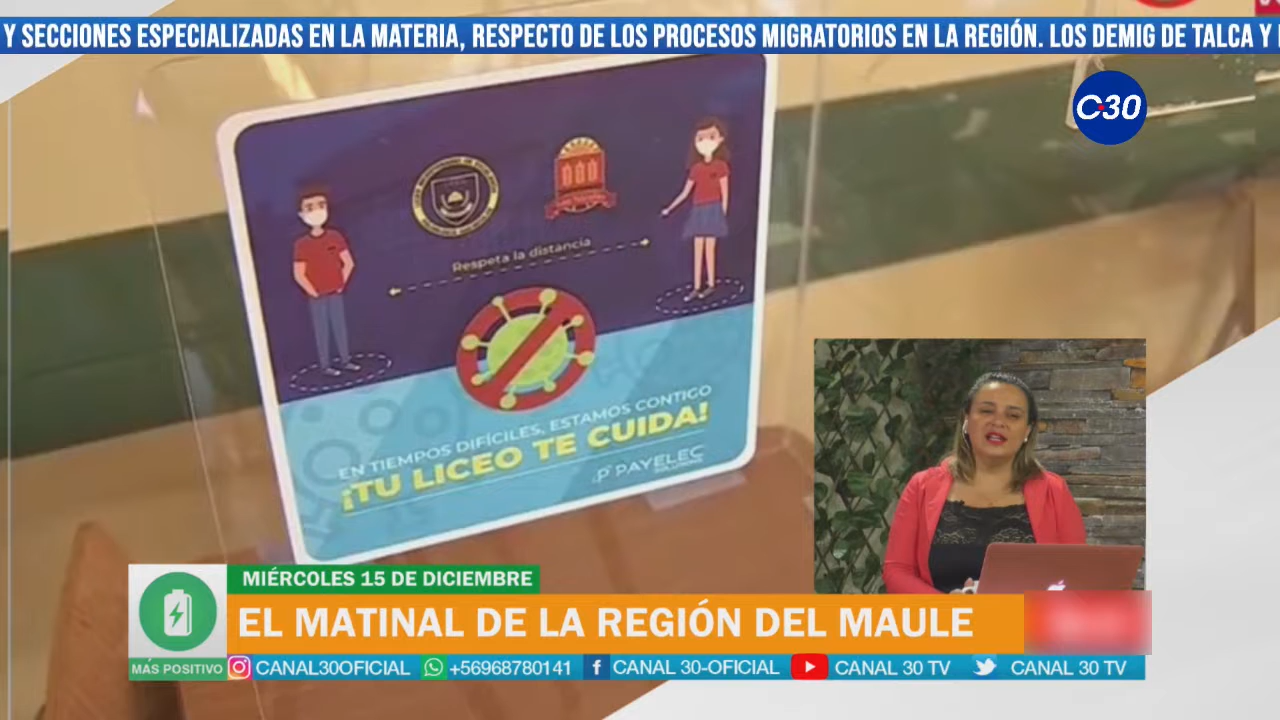 Y SECCIONES ESPECIALIZADAS EN LA MATERIA, RESPECTO DE LOS PROCESOS MIGRATORIOS EN LA REGIÓN. LOS DEMIG DE TALCA Y
C30
Respeta la distancia
EN TIEMPOS DIFÍCILES, ESTAMOS CONTIGO
¡TU LICEO TE CUIDA!
PAYELEC
SOLUTIONS
MIÉRCOLES 15 DE DICIEMBRE
EL MATINAL DE LA REGIÓN DEL MAULE
MÁS POSITIVO
CANAL30OFICIAL
+56968780141
CANAL 30-OFICIAL
CANAL 30 TV
CANAL 30 TV